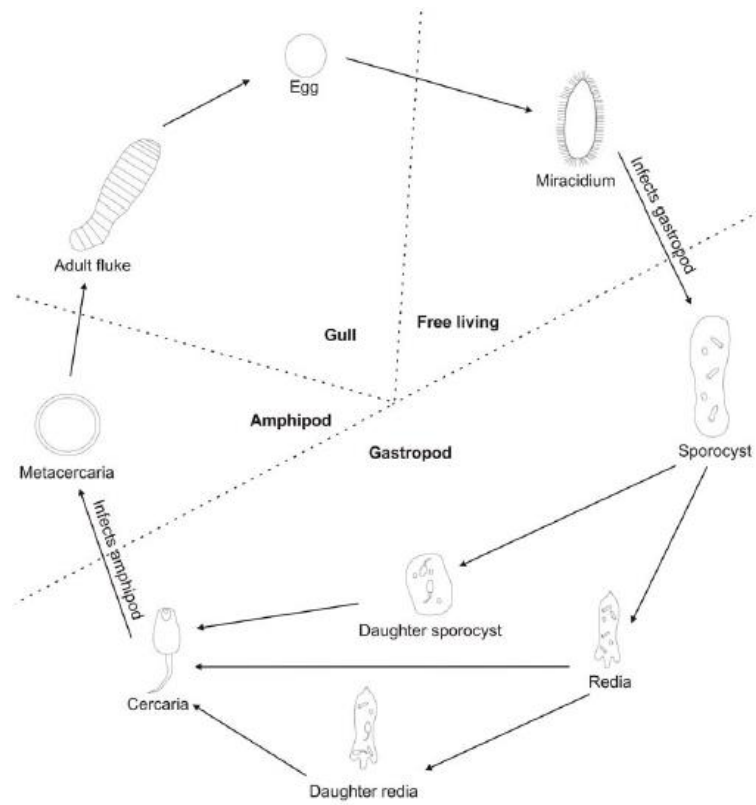 Egg
Miracidium
Infects gastropod
Adult fluke
Gull
Free living
Amphipod
Gastropod
Metacercaria
Sporocyst
Infects amphipod
Daughter sporocyst
Redia
Cercaria
Daughter redia